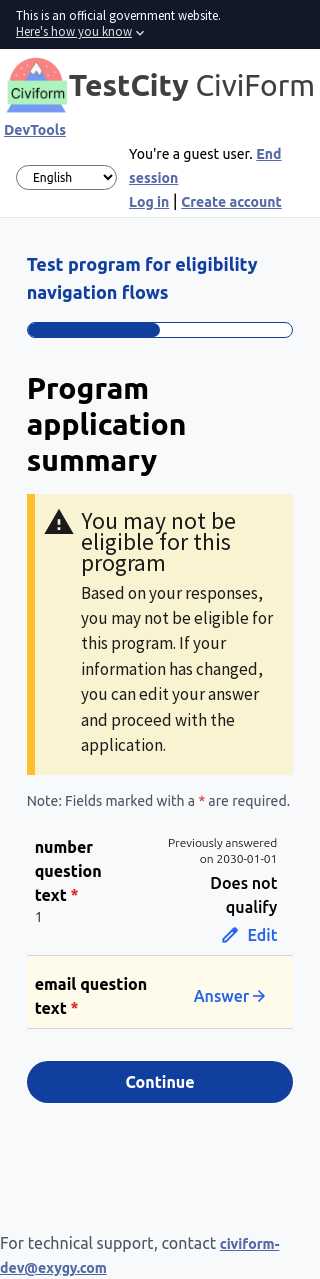 This is an official government website.
Here's how you know
Civiform
TestCity CiviForm
DevTools
English
You're a guest user. End
session
Log in | Create account
Test program for eligibility
navigation flows
Program
application
summary
You may not be
eligible for this
program
Based on your responses,
you may not be eligible for
this program. If your
information has changed,
you can edit your answer
and proceed with the
application.
Note: Fields marked with a * are required.
number
question
text *
1
Previously answered
on 2030-01-01
Does not
qualify
Edit
email question
text *
Answer
Continue
For technical support, contact civiform-
dev@exygy.com